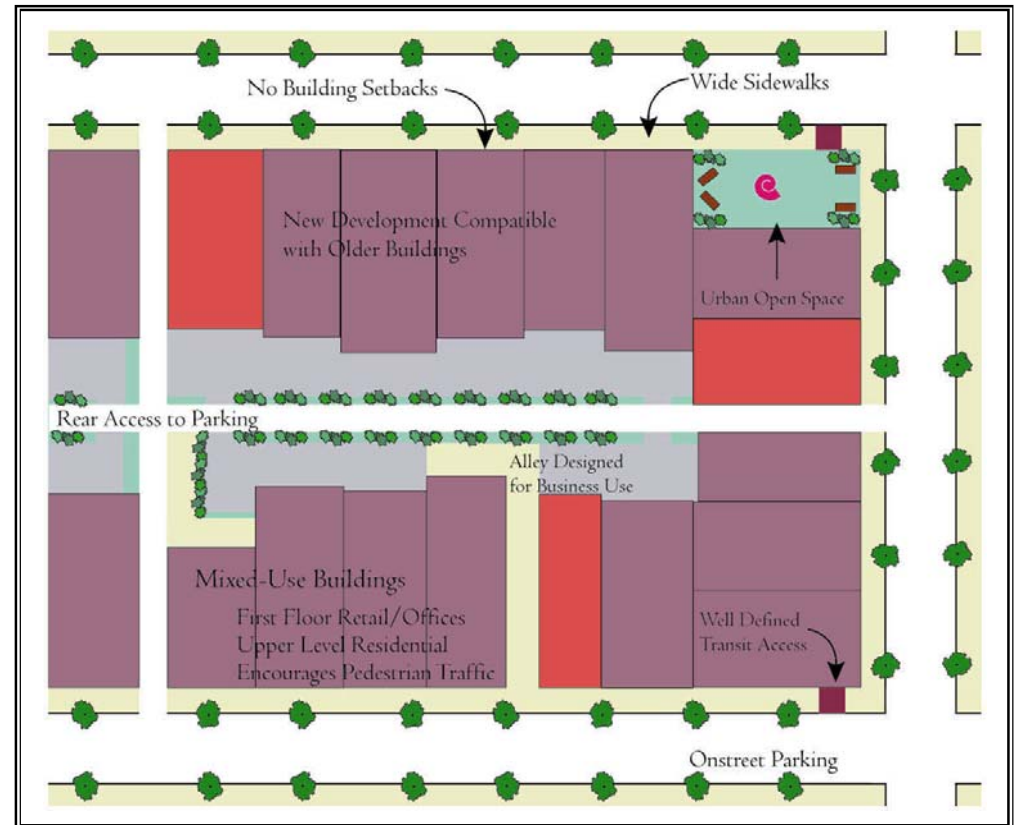 No Building Setbacks
Wide Sidewalks
New Development Compatible
with Older Buildings
Urban Open Space
Rear Access to Parking
Alley Designed
for Business Use
Mixed-Use Buildings
First Floor Retail/Offices
Upper Level Residential
Encourages Pedestrian Traffic
Well Defined
Transit Access
Onstreet Parking